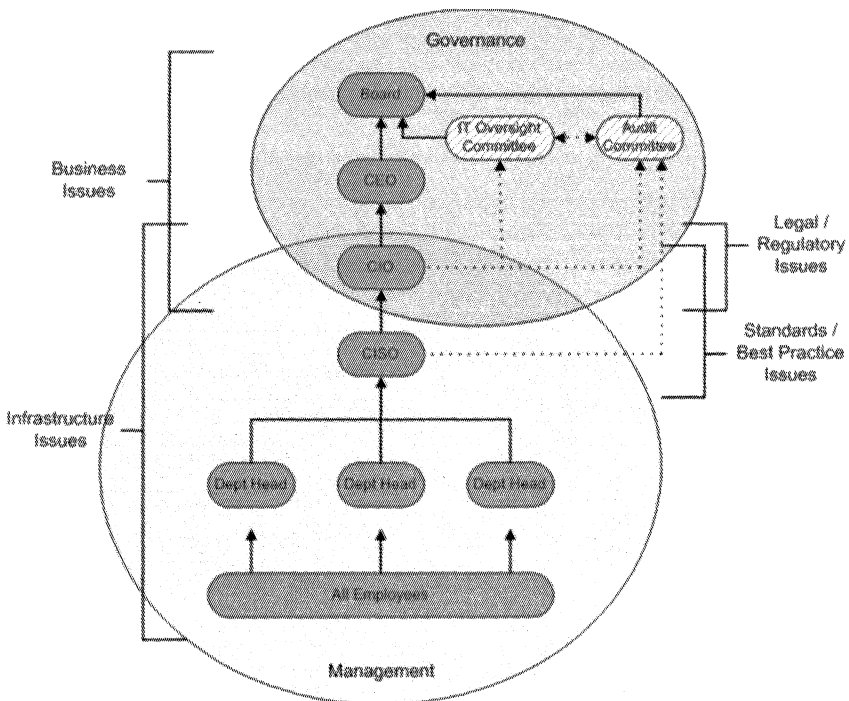 Governance
Board
IT Oversight
Committee
Audit
Committee
Business
Issues
CEO
Legal /
Regulatory
Issues
CIO
CISO
Standards /
Best Practice
Issues
Infrastructure
Issues
Dept Head
Dept Head
Dept Head
All Employees
Management